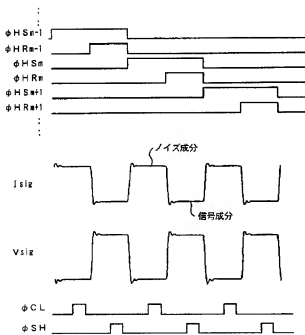 φHSm-1
φHRm-1
φHSm
φHRm
φHSm+1
φHRm+1
ノイズ成分
Isig
信号成分
Vsig
φCL
φSH